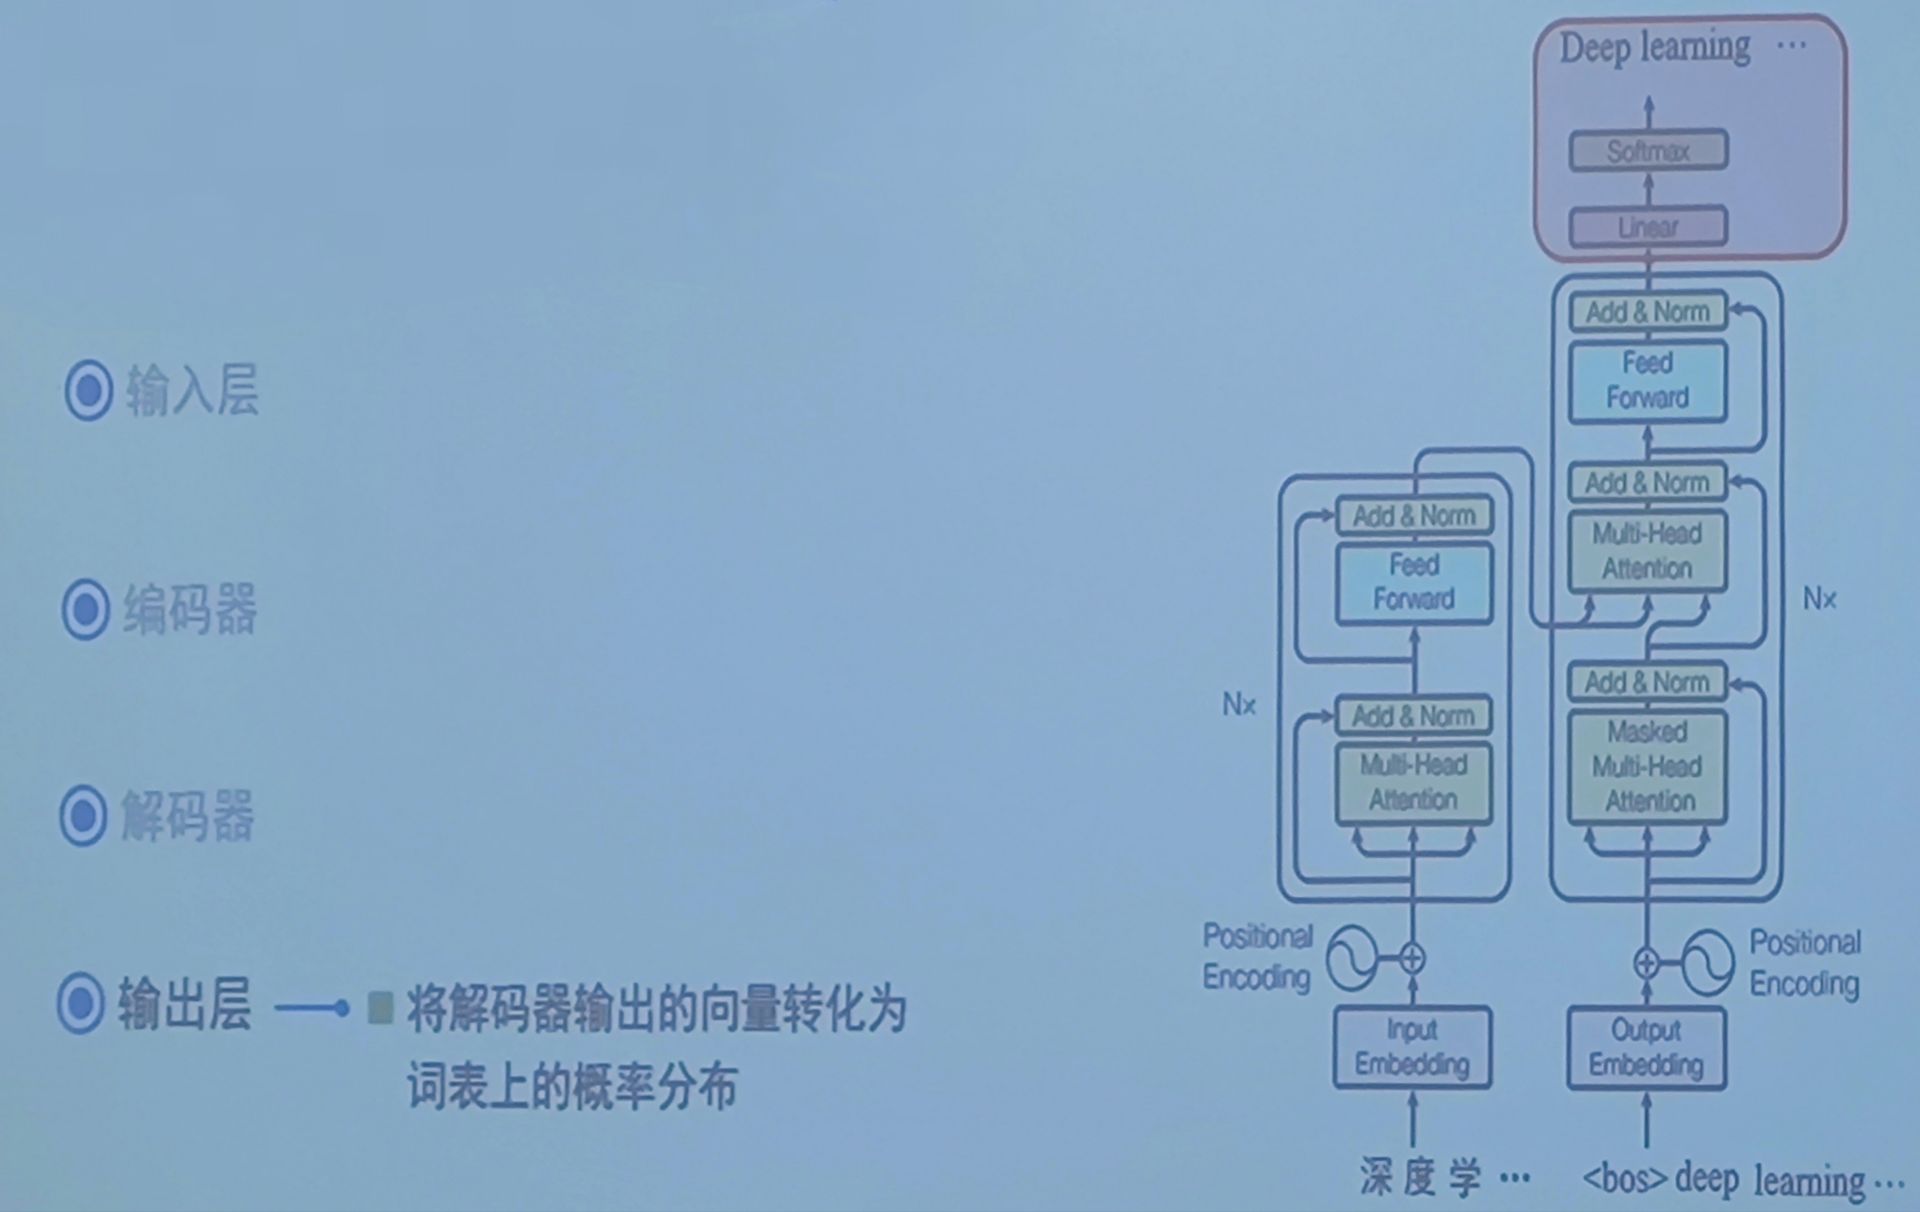 输入层
编码器
解码器
输出层
将解码器输出的向量转化为
词表上的概率分布
Deep learning ...
Softmax
Linear
Add & Norm
Feed
Forward
Add & Norm
Multi-Head
Attention
Nx
Add & Norm
Masked
Multi-Head
Attention
Add & Norm
Feed
Forward
Nx
Add & Norm
Multi-Head
Attention
Positional
Encoding
Positional
Encoding
Input
Embedding
Output
Embedding
深度学 ...
<bos> deep learning ...